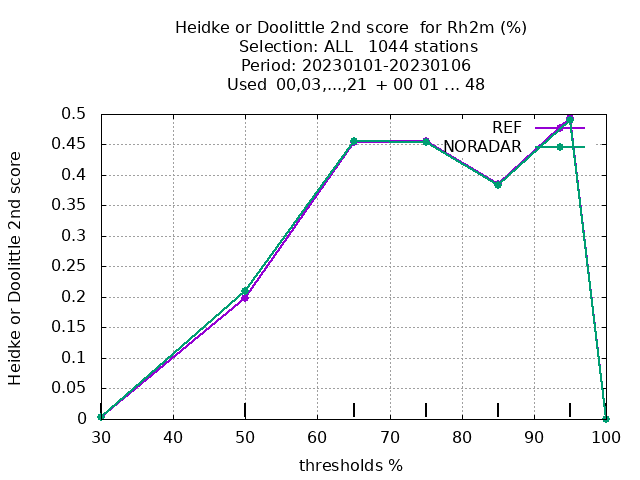 Heidke or Doolittle 2nd score  for Rh2m (%)
Selection: ALL   1044 stations
Period: 20230101-20230106
Used  00,03,...,21  + 00 01 ... 48
REF
NORADAR
Heidke or Doolittle 2nd score
0.5
0.45
0.4
0.35
0.3
0.25
0.2
0.15
0.1
0.05
0
30 40 50 60 70 80 90 100
thresholds %